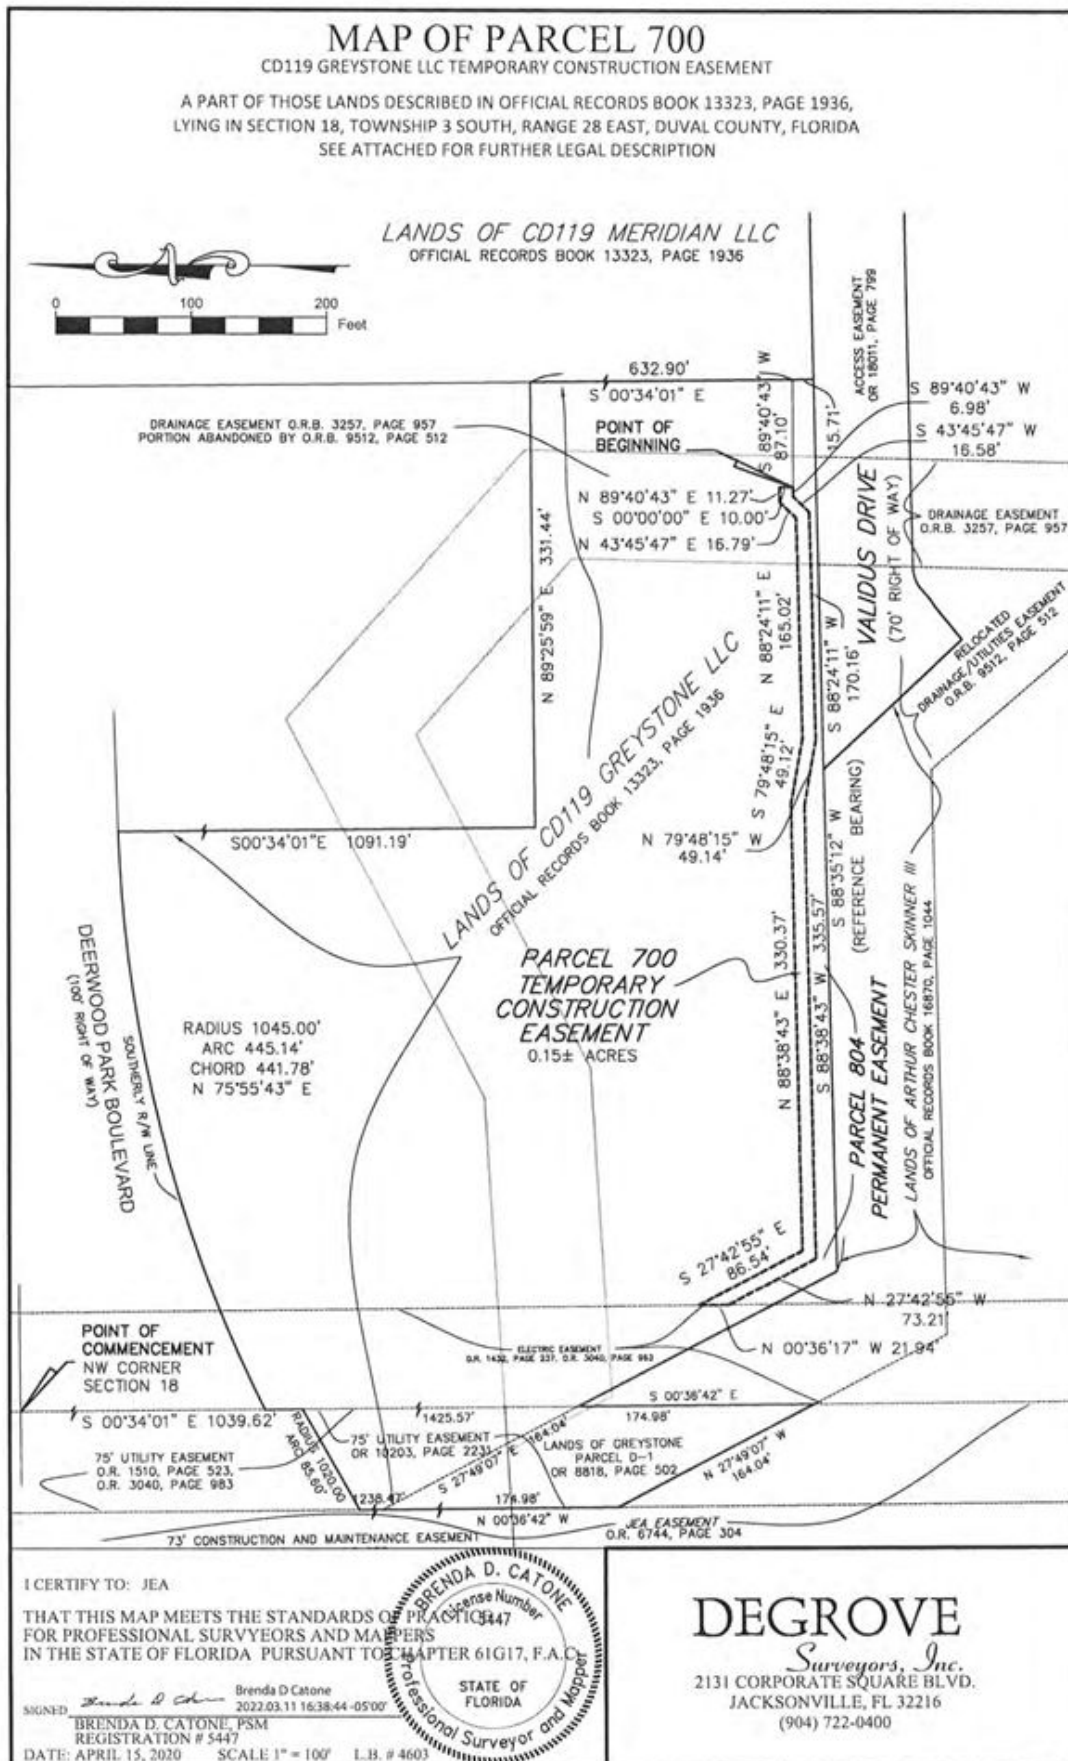 MAP OF PARCEL 700
CD119 GREYSTONE LLC TEMPORARY CONSTRUCTION EASEMENT
A PART OF THOSE LANDS DESCRIBED IN OFFICIAL RECORDS BOOK 13323, PAGE 1936,
LYING IN SECTION 18, TOWNSHIP 3 SOUTH, RANGE 28 EAST, DUVAL COUNTY, FLORIDA
SEE ATTACHED FOR FURTHER LEGAL DESCRIPTION
LANDS OF CD119 MERIDIAN LLC
OFFICIAL RECORDS BOOK 13323, PAGE 1936
0 100 200
Feet
ACCESS EASEMENT
OR 18011, PAGE 799
632.90'
S 00°34'01" E
S 89°40'43" W
87.10'
15.71'
S 89°40'43" W
6.98'
S 43°45'47" W
16.58'
DRAINAGE EASEMENT O.R.B. 3257, PAGE 957
PORTION ABANDONED BY O.R.B. 9512, PAGE 512
POINT OF
BEGINNING
N 89°40'43" E 11.27'
S 00°00'00" E 10.00'
N 43°45'47" E 16.79'
VALIDUS DRIVE
(70' RIGHT OF WAY)
DRAINAGE EASEMENT
O.R.B. 3257, PAGE 957
N 89°25'59" E 331.44'
N 88°24'11" E
165.02'
S 88°24'11" W
170.16'
RELOCATED
DRAINAGE/UTILITIES EASEMENT
O.R.B. 9512, PAGE 512
LANDS OF CD119 GREYSTONE LLC
OFFICIAL RECORDS BOOK 13323, PAGE 1936
S 79°48'15" E
49.12'
N 79°48'15" W
49.14'
S 88°35'12" W
(REFERENCE BEARING)
S00°34'01"E 1091.19'
DEERWOOD PARK BOULEVARD
(100' RIGHT OF WAY)
SOUTHERLY R/W LINE
RADIUS 1045.00'
ARC 445.14'
CHORD 441.78'
N 75°55'43" E
PARCEL 700
TEMPORARY
CONSTRUCTION
EASEMENT
0.15± ACRES
N 88°38'43" E 330.37'
S 88°38'43" W 335.57'
PARCEL 804
PERMANENT EASEMENT
LANDS OF ARTHUR CHESTER SKINNER III
OFFICIAL RECORDS BOOK 16870, PAGE 1044
S 27°42'55" E
86.54'
N 27°42'55" W
73.21'
N 00°36'17" W 21.94'
POINT OF
COMMENCEMENT
NW CORNER
SECTION 18
ELECTRIC EASEMENT
O.R. 1432, PAGE 237, O.R. 3040, PAGE 983
S 00°34'01" E 1039.62'
1425.57'
S 00°36'42" E
174.98'
RADIUS 1020.00
ARC 85.60'
75' UTILITY EASEMENT
OR 10203, PAGE 2231
75' UTILITY EASEMENT
O.R. 1510, PAGE 523,
O.R. 3040, PAGE 983
S 27°49'07" E 164.04'
LANDS OF GREYSTONE
PARCEL D-1
OR 8818, PAGE 502
N 27°49'07" W
164.04'
1238.47'
174.98'
N 00°36'42" W
JEA EASEMENT
O.R. 6744, PAGE 304
73' CONSTRUCTION AND MAINTENANCE EASEMENT
I CERTIFY TO: JEA
THAT THIS MAP MEETS THE STANDARDS OF PRACTICE
FOR PROFESSIONAL SURVYEORS AND MAPPERS
IN THE STATE OF FLORIDA PURSUANT TO CHAPTER 61G17, F.A.C.
SIGNED
Brenda D Catone
2022.03.11 16:38:44 -05'00'
BRENDA D. CATONE, PSM
REGISTRATION # 5447
DATE: APRIL 15, 2020 SCALE 1" = 100' L.B. # 4603
BRENDA D. CATONE
License Number
5447
STATE OF
FLORIDA
Professional Surveyor and Mapper
DEGROVE
Surveyors, Inc.
2131 CORPORATE SQUARE BLVD.
JACKSONVILLE, FL 32216
(904) 722-0400